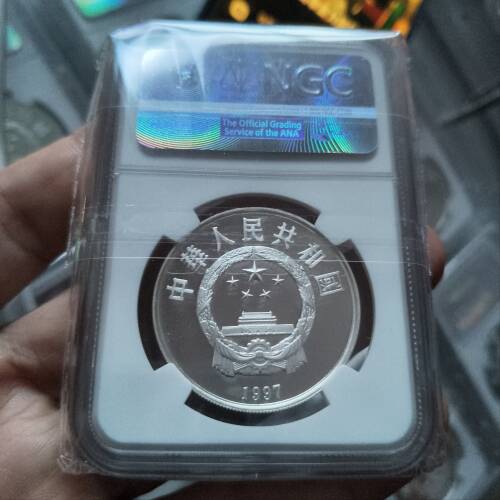 NGC
The Official Grading
Service of the ANA
中華人民共和國
1997